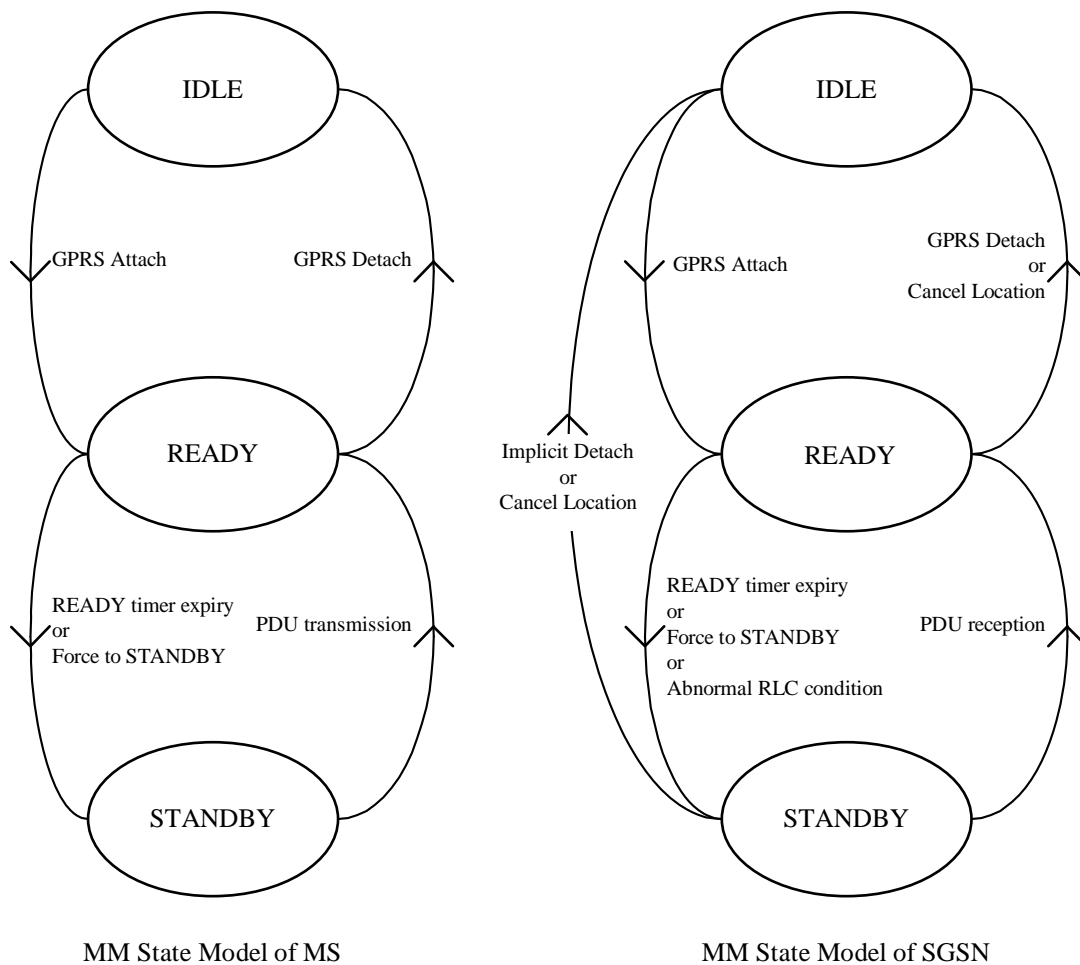 IDLE
GPRS Attach
GPRS Detach
READY
READY timer expiry
or
Force to STANDBY
PDU transmission
STANDBY
MM State Model of MS
IDLE
GPRS Attach
GPRS Detach
or
Cancel Location
Implicit Detach
or
Cancel Location
READY
READY timer expiry
or
Force to STANDBY
or
Abnormal RLC condition
PDU reception
STANDBY
MM State Model of SGSN